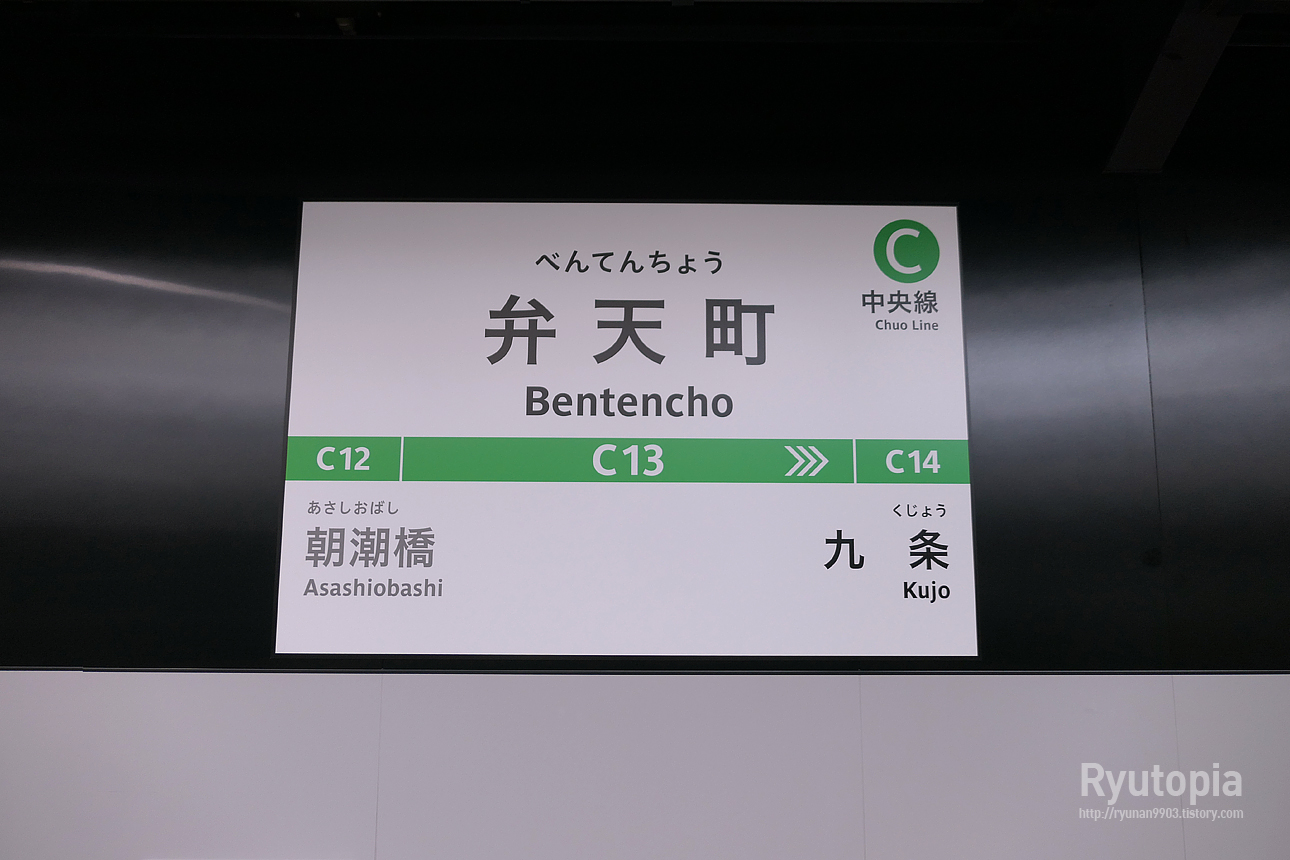 C
中央線
Chuo Line
べんてんちょう
弁天町
Bentencho
C12
C13
C14
あさしおばし
朝潮橋
Asashiobashi
くじょう
九条
Kujo
Ryutopia
http://ryunan9903.tistory.com